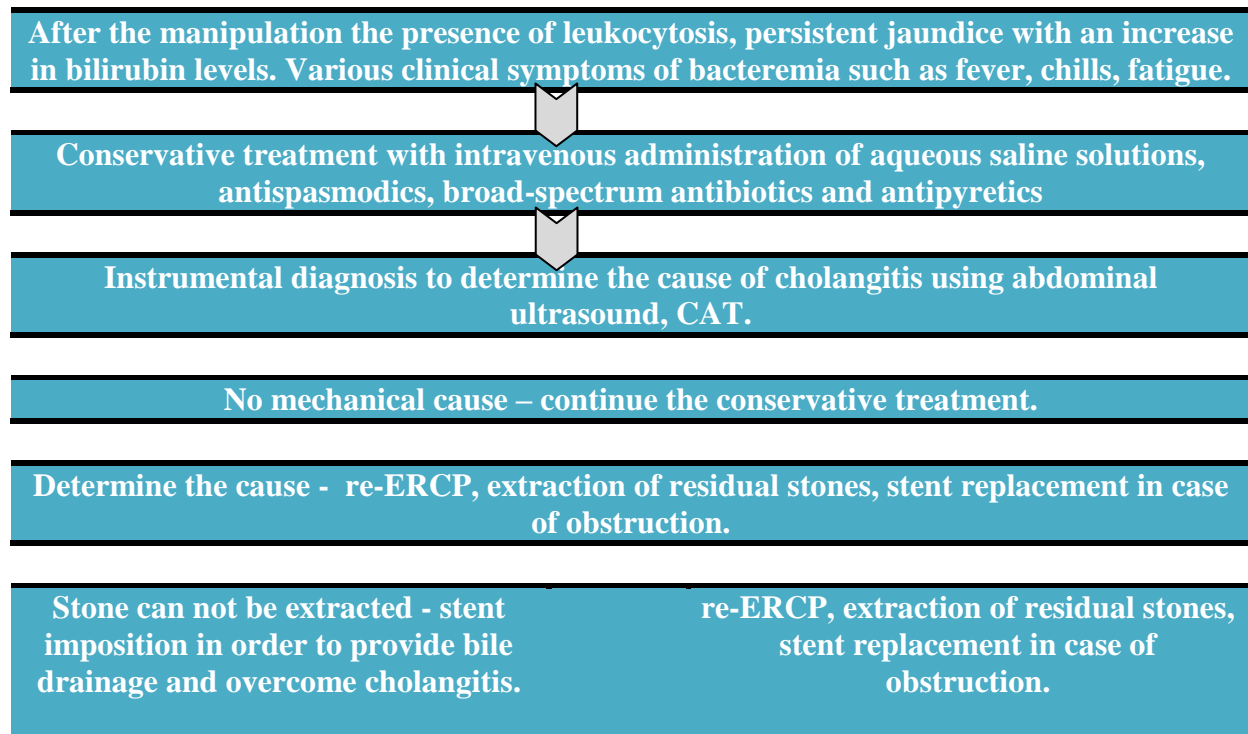 After the manipulation the presence of leukocytosis, persistent jaundice with an increase
in bilirubin levels. Various clinical symptoms of bacteremia such as fever, chills, fatigue.
Conservative treatment with intravenous administration of aqueous saline solutions,
antispasmodics, broad-spectrum antibiotics and antipyretics
Instrumental diagnosis to determine the cause of cholangitis using abdominal
ultrasound, CAT.
No mechanical cause – continue the conservative treatment.
Determine the cause - re-ERCP, extraction of residual stones, stent replacement in case
of obstruction.
Stone can not be extracted - stent
imposition in order to provide bile
drainage and overcome cholangitis.
re-ERCP, extraction of residual stones,
stent replacement in case of
obstruction.